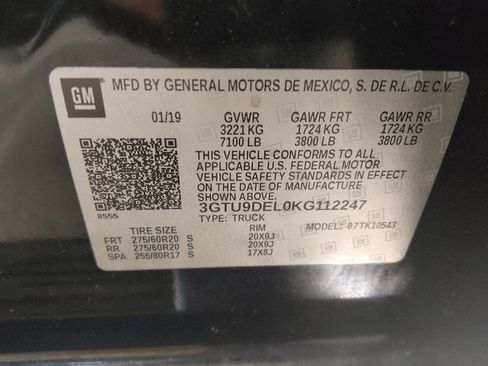 GM
MFD BY GENERAL MOTORS DE MEXICO, S. DE R.L. DE C.V.
01/19 GVWR GAWR FRT GAWR RR
3221 KG 1724 KG 1724 KG
7100 LB 3800 LB 3800 LB
THIS VEHICLE CONFORMS TO ALL
APPLICABLE U.S. FEDERAL MOTOR
VEHICLE SAFETY STANDARDS IN EFFECT
ON THE DATE OF MANUFACTURE
SHOWN ABOVE.
3GTU9DEL0KG112247
8555 TYPE: TRUCK MODEL: 07TK10543
TIRE SIZE RIM
FRT 275/60R20 S 20X9J
RR 275/60R20 S 20X9J
SPA 255/80R17 S 17X8J